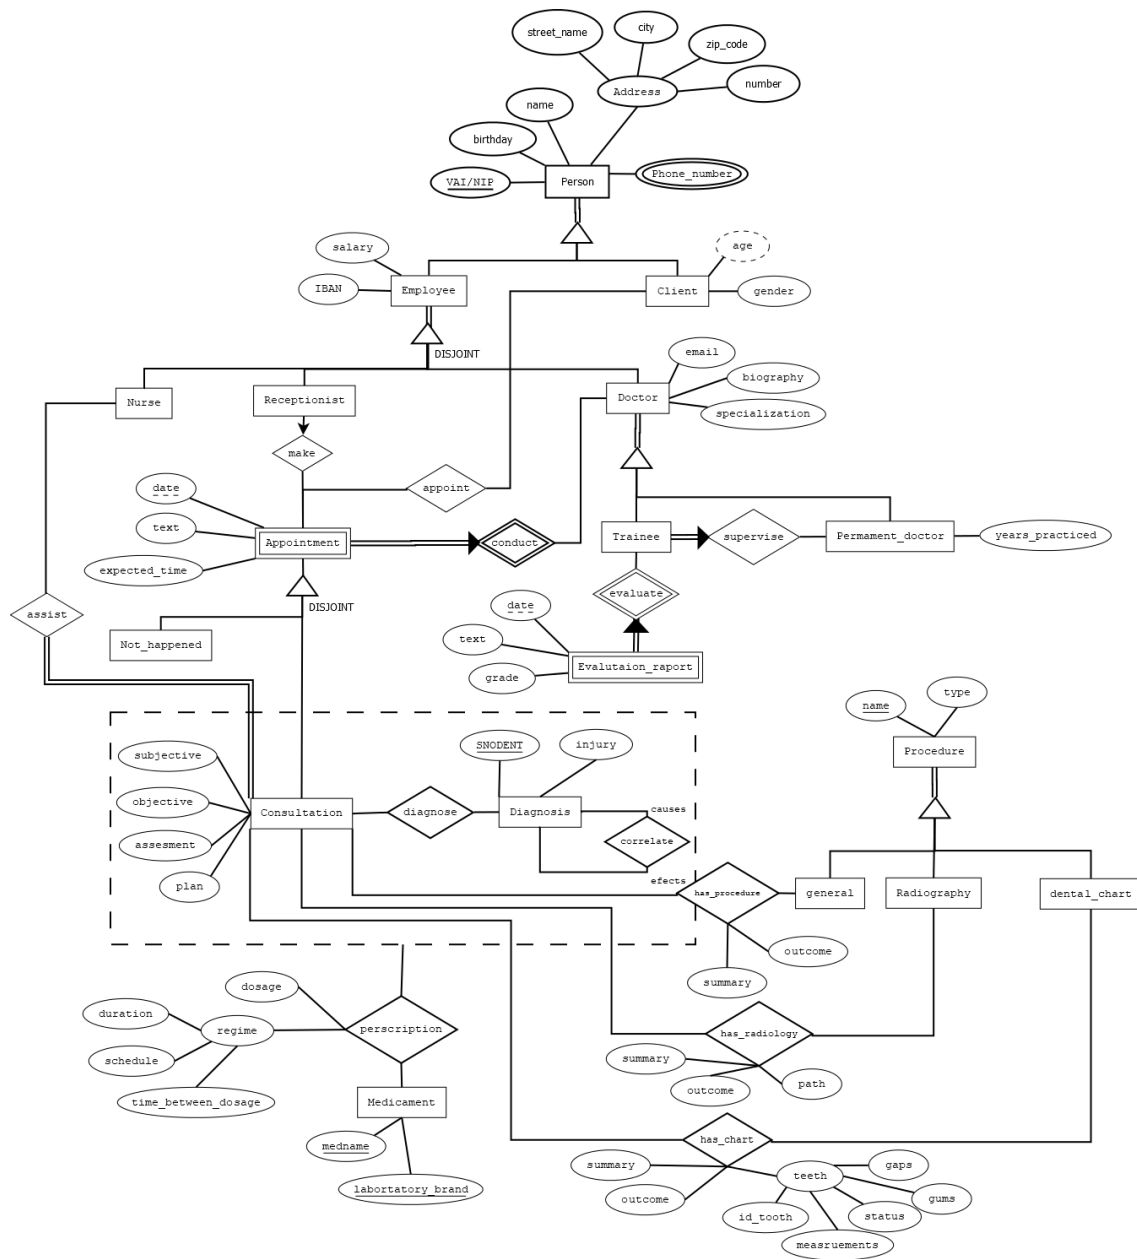 street_name
city
zip_code
number
Address
name
birthday
VAI/NIP
Person
Phone_number
salary
IBAN
Employee
age
Client
gender
DISJOINT
Nurse
Receptionist
Doctor
email
biography
specialization
make
appoint
date
text
expected_time
Appointment
conduct
Trainee
supervise
Permament_doctor
years_practiced
assist
DISJOINT
Not_happened
evaluate
date
text
grade
Evalutaion_raport
name
type
Procedure
subjective
objective
assesment
plan
Consultation
diagnose
SNODENT
injury
Diagnosis
causes
correlate
efects
has_procedure
general
Radiography
dental_chart
outcome
summary
dosage
duration
regime
schedule
time_between_dosage
perscription
Medicament
medname
labortatory_brand
has_radiology
summary
outcome
path
has_chart
summary
outcome
teeth
gaps
gums
status
id_tooth
measruements